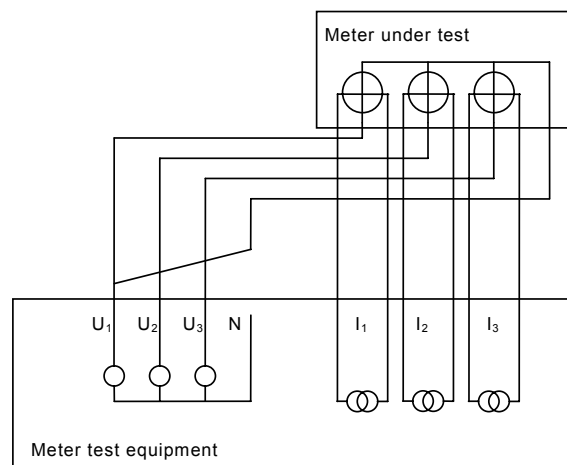 Meter under test
U₁ U₂ U₃ N I₁ I₂ I₃
Meter test equipment